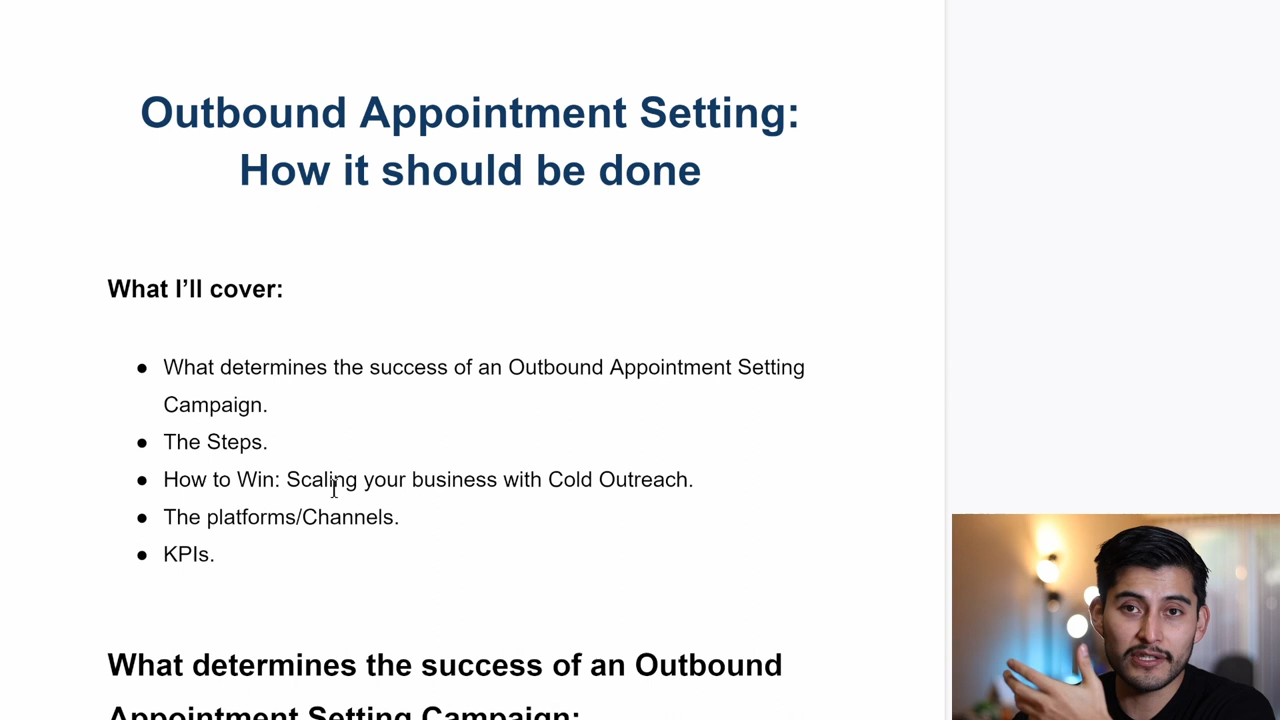 Outbound Appointment Setting:
How it should be done
What I’ll cover:
● What determines the success of an Outbound Appointment Setting
Campaign.
● The Steps.
● How to Win: Scaling your business with Cold Outreach.
● The platforms/Channels.
● KPIs.
What determines the success of an Outbound
Appointment Setting Campaign: